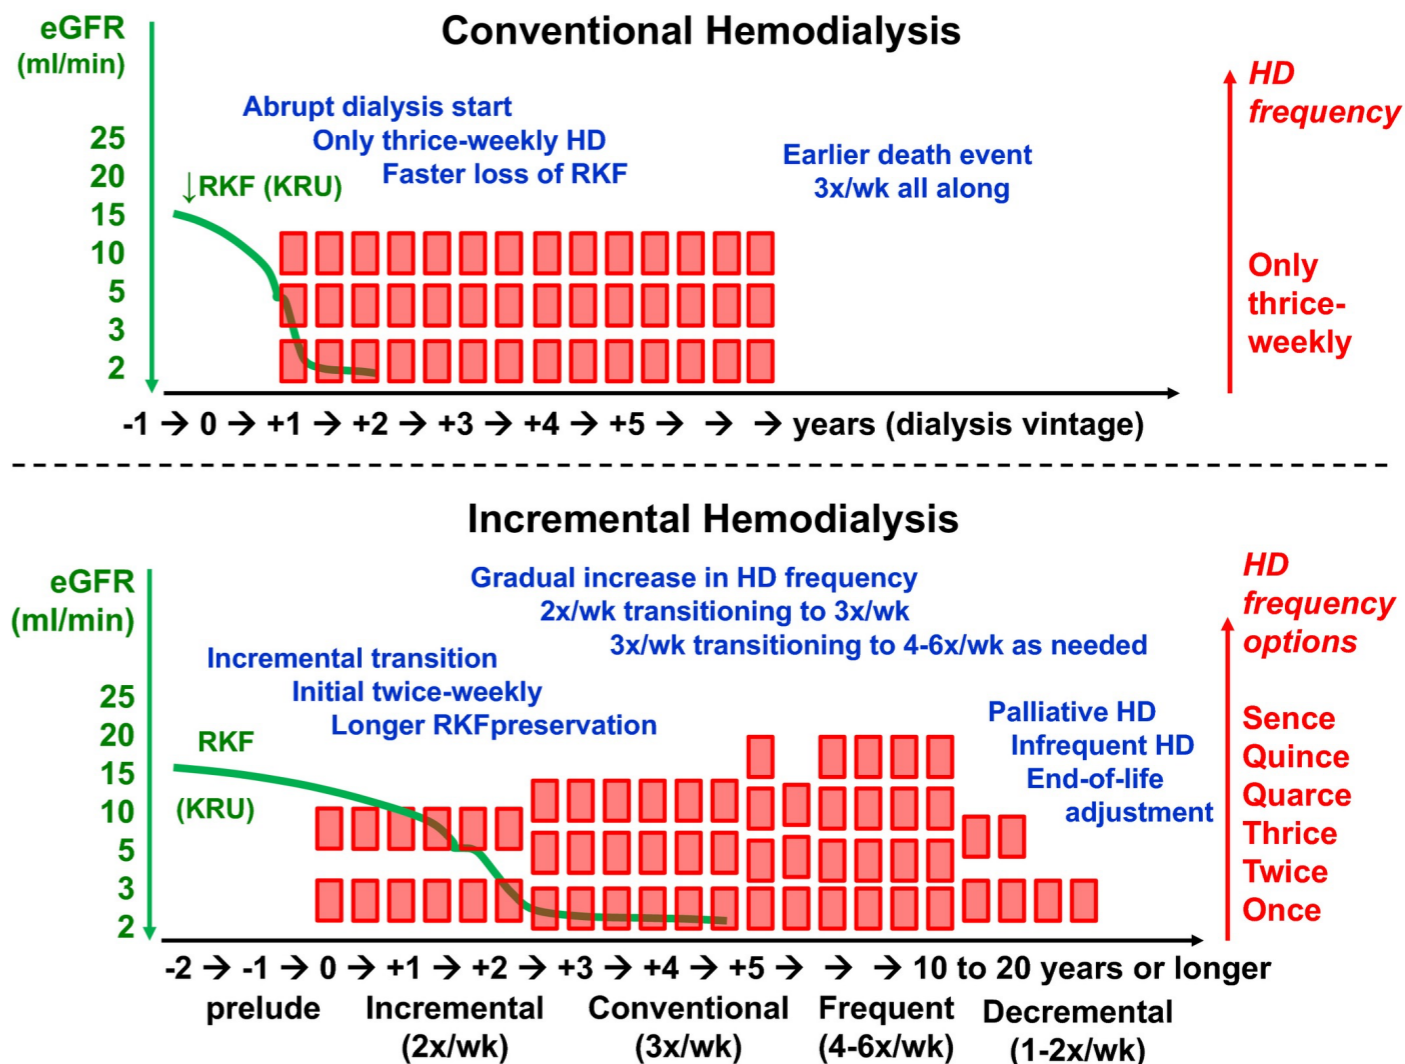 Conventional Hemodialysis
eGFR
(ml/min)
25
20
15
10
5
3
2
Abrupt dialysis start
Only thrice-weekly HD
Faster loss of RKF
↓RKF (KRU)
Earlier death event
3x/wk all along
HD
frequency
Only
thrice-
weekly
-1 → 0 → +1 → +2 → +3 → +4 → +5 → → → years (dialysis vintage)
Incremental Hemodialysis
eGFR
(ml/min)
25
20
15
10
5
3
2
Gradual increase in HD frequency
2x/wk transitioning to 3x/wk
3x/wk transitioning to 4-6x/wk as needed
Incremental transition
Initial twice-weekly
Longer RKFpreservation
RKF
(KRU)
Palliative HD
Infrequent HD
End-of-life
adjustment
HD
frequency
options
Sence
Quince
Quarce
Thrice
Twice
Once
-2 → -1 → 0 → +1 → +2 → +3 → +4 → +5 → → → 10 to 20 years or longer
prelude
Incremental
(2x/wk)
Conventional
(3x/wk)
Frequent
(4-6x/wk)
Decremental
(1-2x/wk)